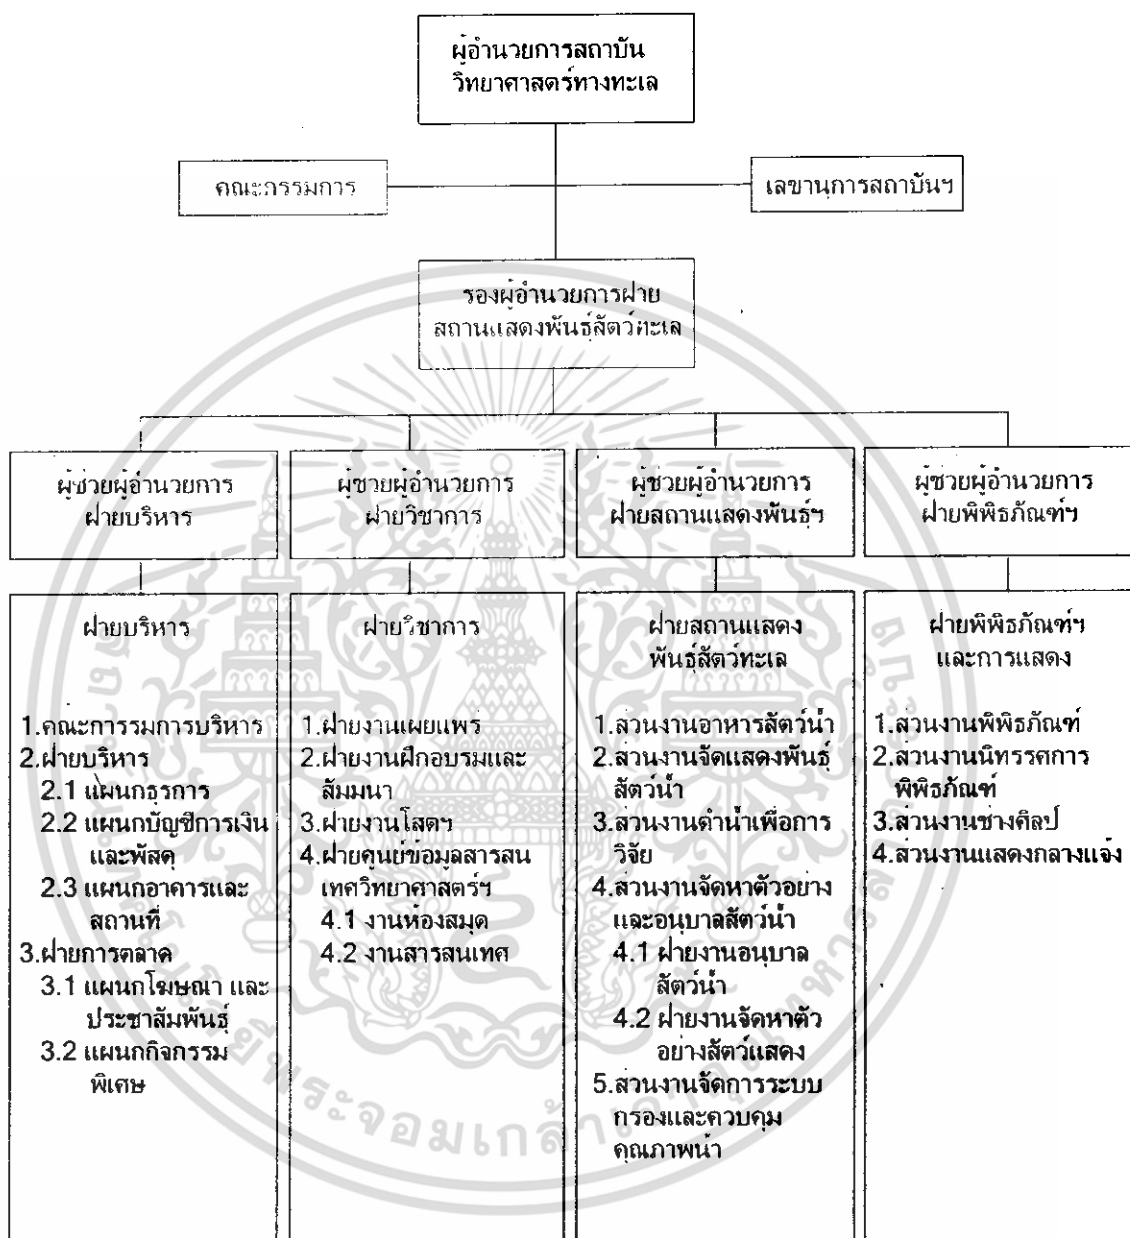 ผู้อำนวยการสถาบัน
วิทยาศาสตร์ทางทะเล
คณะกรรมการ
เลขานุการสถาบันฯ
รองผู้อำนวยการฝ่าย
สถานแสดงพันธุ์สัตว์ทะเล
ผู้ช่วยผู้อำนวยการ
ฝ่ายบริหาร
ผู้ช่วยผู้อำนวยการ
ฝ่ายวิชาการ
ผู้ช่วยผู้อำนวยการ
ฝ่ายสถานแสดงพันธุ์ฯ
ผู้ช่วยผู้อำนวยการ
ฝ่ายพิพิธภัณฑ์ฯ
ฝ่ายบริหาร
1.คณะการรมการบริหาร
2.ฝ่ายบริหาร
2.1 แผนกธุรการ
2.2 แผนกบัญชีการเงิน
และพัสดุ
2.3 แผนกอาคารและ
สถานที่
3.ฝ่ายการตลาด
3.1 แผนกโฆษณา และ
ประชาสัมพันธุ์
3.2 แผนกกิจกรรม
พิเศษ
ฝ่ายวิชาการ
1.ฝ่ายงานเผยแพร่
2.ฝ่ายงานฝึกอบรมและ
สัมมนา
3.ฝ่ายงานโสตฯ
4.ฝ่ายศูนย์ข้อมูลสารสน
เทศวิทยาศาสตร์ฯ
4.1 งานห้องสมุด
4.2 งานสารสนเทศ
ฝ่ายสถานแสดง
พันธุ์สัตว์ทะเล
1.ส่วนงานอาหารสัตว์น้ำ
2.ส่วนงานจัดแสดงพันธุ์
สัตว์น้ำ
3.ส่วนงานดำน้ำเพื่อการ
วิจัย
4.ส่วนงานจัดหาตัวอย่าง
และอนุบาลสัตว์น้ำ
4.1 ฝ่ายงานอนุบาล
สัตว์น้ำ
4.2 ฝ่ายงานจัดหาตัว
อย่างสัตว์แสดง
5.ส่วนงานจัดการระบบ
กรองและควบคุม
คุณภาพน้ำ
ฝ่ายพิพิธภัณฑ์ฯ
และการแสดง
1.ส่วนงานพิพิธภัณฑ์
2.ส่วนงานนิทรรศการ
พิพิธภัณฑ์
3.ส่วนงานช่างศิลป
4.ส่วนงานแสดงกลางแจ้ง